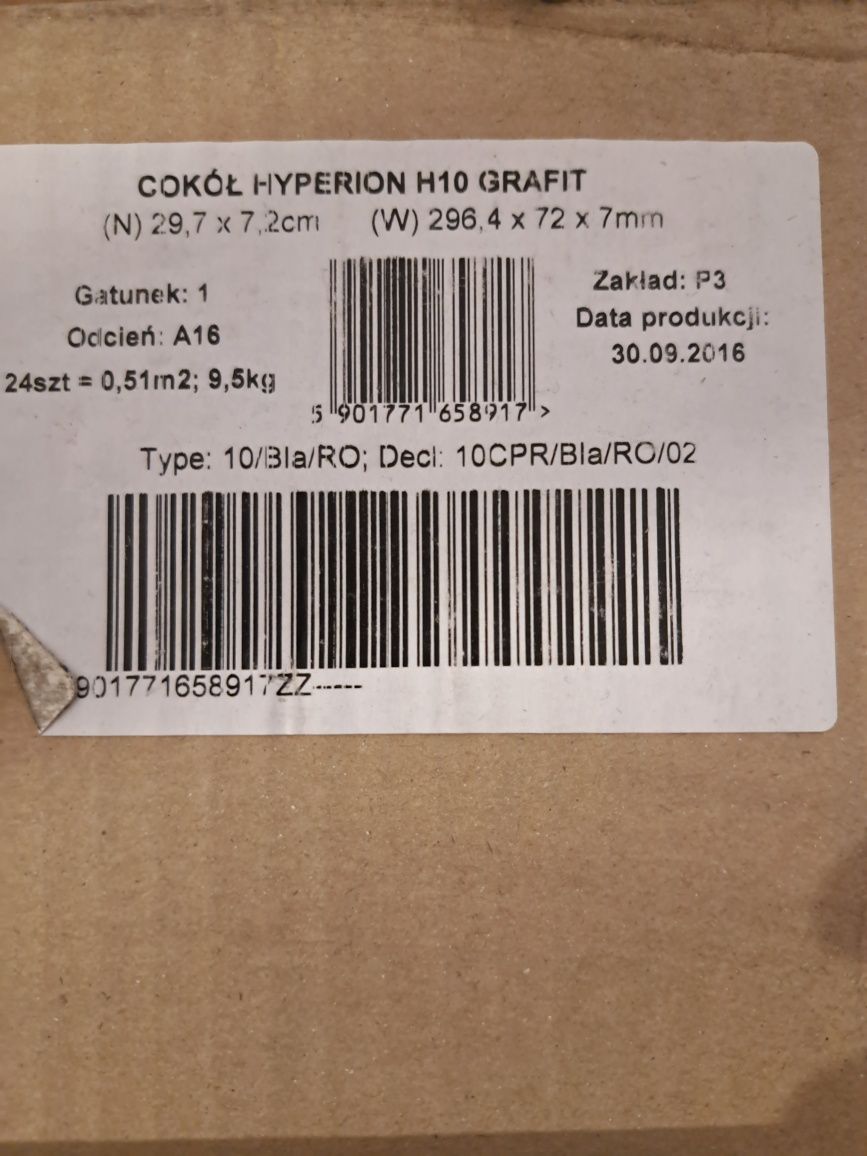 COKÓŁ HYPERION H10 GRAFIT
(N) 29,7 x 7,2cm (W) 296,4 x 72 x 7mm
Gatunek: 1
Odcień: A16
24szt = 0,51m2; 9,5kg
Zakład: P3
Data produkcji:
30.09.2016
5 901771 658917 >
Type: 10/BIa/RO; Decl: 10CPR/BIa/RO/02
901771658917ZZ-----